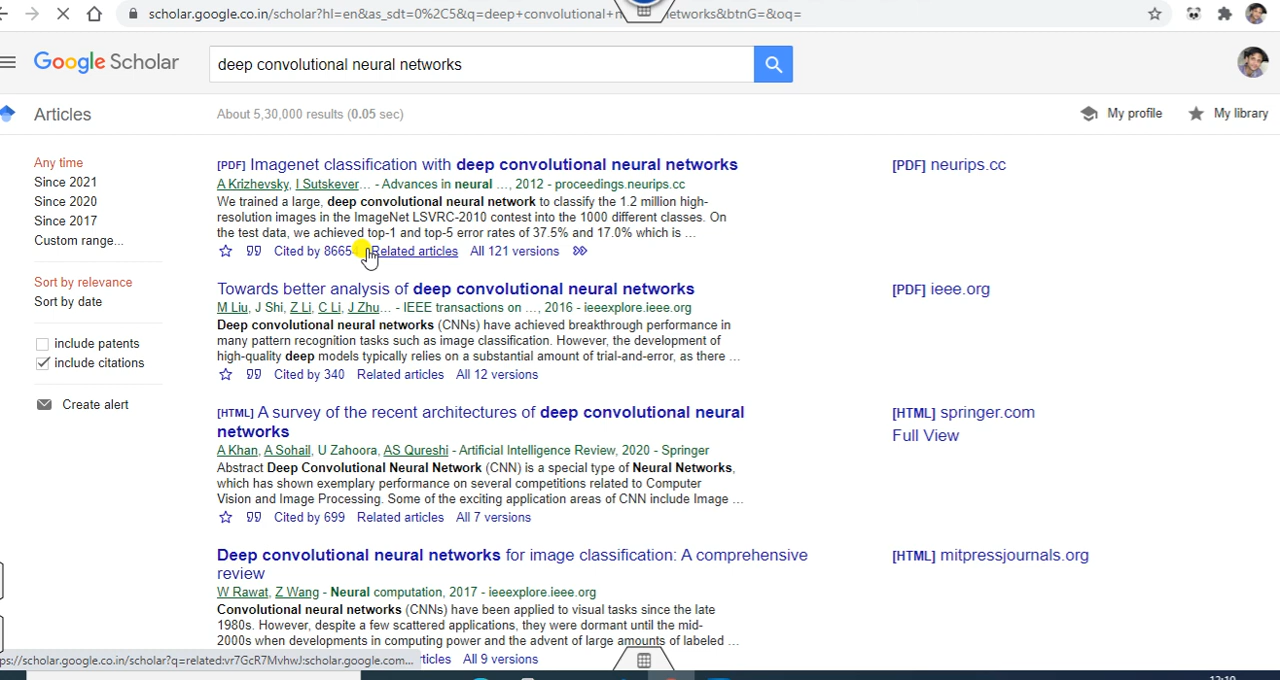 scholar.google.co.in/scholar?hl=en&as_sdt=0%2C5&q=deep+convolutional+n etworks&btnG=&oq=
Google Scholar
deep convolutional neural networks
Articles
About 5,30,000 results (0.05 sec)
My profile
My library
Any time
Since 2021
Since 2020
Since 2017
Custom range...
Sort by relevance
Sort by date
include patents
include citations
Create alert
[PDF] Imagenet classification with deep convolutional neural networks
A Krizhevsky, I Sutskever... - Advances in neural ..., 2012 - proceedings.neurips.cc
We trained a large, deep convolutional neural network to classify the 1.2 million high-
resolution images in the ImageNet LSVRC-2010 contest into the 1000 different classes. On
the test data, we achieved top-1 and top-5 error rates of 37.5% and 17.0% which is ...
Cited by 8665 Related articles All 121 versions
[PDF] neurips.cc
Towards better analysis of deep convolutional neural networks
M Liu, J Shi, Z Li, C Li, J Zhu... - IEEE transactions on ..., 2016 - ieeexplore.ieee.org
Deep convolutional neural networks (CNNs) have achieved breakthrough performance in
many pattern recognition tasks such as image classification. However, the development of
high-quality deep models typically relies on a substantial amount of trial-and-error, as there ...
Cited by 340 Related articles All 12 versions
[PDF] ieee.org
[HTML] A survey of the recent architectures of deep convolutional neural
networks
A Khan, A Sohail, U Zahoora, AS Qureshi - Artificial Intelligence Review, 2020 - Springer
Abstract Deep Convolutional Neural Network (CNN) is a special type of Neural Networks,
which has shown exemplary performance on several competitions related to Computer
Vision and Image Processing. Some of the exciting application areas of CNN include Image ...
Cited by 699 Related articles All 7 versions
[HTML] springer.com
Full View
Deep convolutional neural networks for image classification: A comprehensive
review
W Rawat, Z Wang - Neural computation, 2017 - ieeexplore.ieee.org
Convolutional neural networks (CNNs) have been applied to visual tasks since the late
1980s. However, despite a few scattered applications, they were dormant until the mid-
2000s when developments in computing power and the advent of large amounts of labeled ...
ticles All 9 versions
[HTML] mitpressjournals.org
ps://scholar.google.co.in/scholar?q=related:vr7GcR7MvhwJ:scholar.google.com...